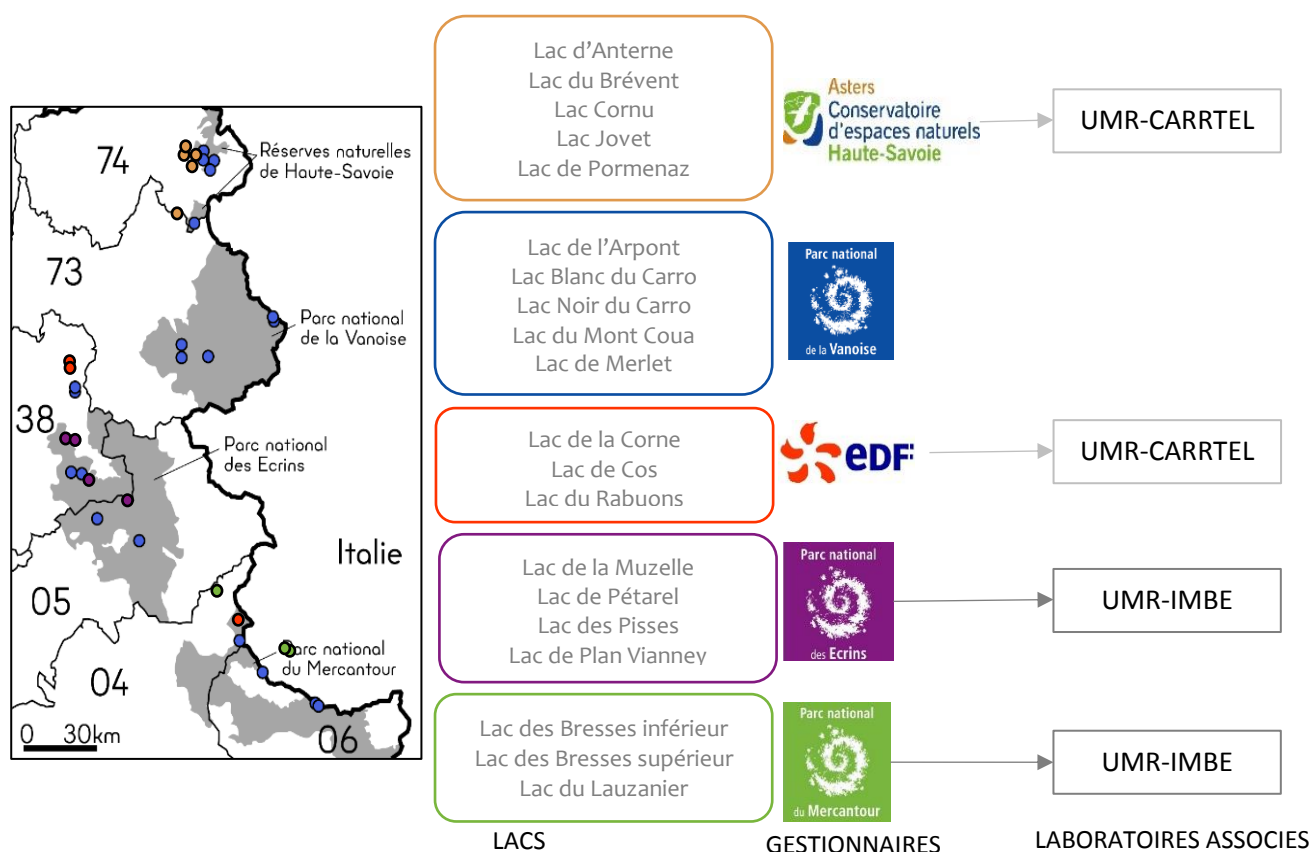 74
Réserves naturelles
de Haute-Savoie
73
Parc national
de la Vanoise
38
Parc national
des Ecrins
Italie
05
Parc national
du Mercantour
04
0 30km
06
Lac d'Anterne
Lac du Brévent
Lac Cornu
Lac Jovet
Lac de Pormenaz
Asters
Conservatoire
d'espaces naturels
Haute-Savoie
UMR-CARRTEL
Lac de l'Arpont
Lac Blanc du Carro
Lac Noir du Carro
Lac du Mont Coua
Lac de Merlet
Parc national
de la Vanoise
Lac de la Corne
Lac de Cos
Lac du Rabuons
eDF
UMR-CARRTEL
Lac de la Muzelle
Lac de Pétarel
Lac des Pisses
Lac de Plan Vianney
Parc national
des Ecrins
UMR-IMBE
Lac des Bresses inférieur
Lac des Bresses supérieur
Lac du Lauzanier
Parc national
du Mercantour
UMR-IMBE
LACS
GESTIONNAIRES
LABORATOIRES ASSOCIES